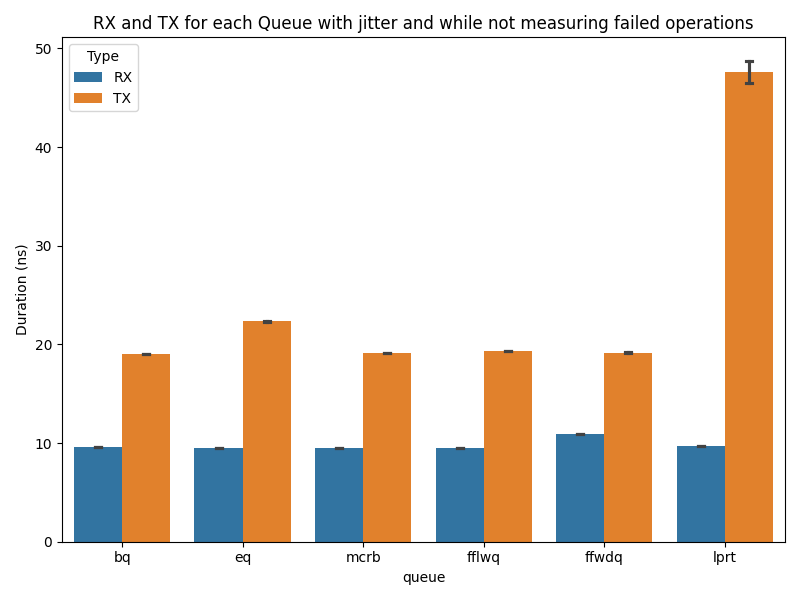 RX and TX for each Queue with jitter and while not measuring failed operations
Type
RX
TX
Duration (ns)
50
40
30
20
10
0
bq eq mcrb fflwq ffwdq lprt
queue